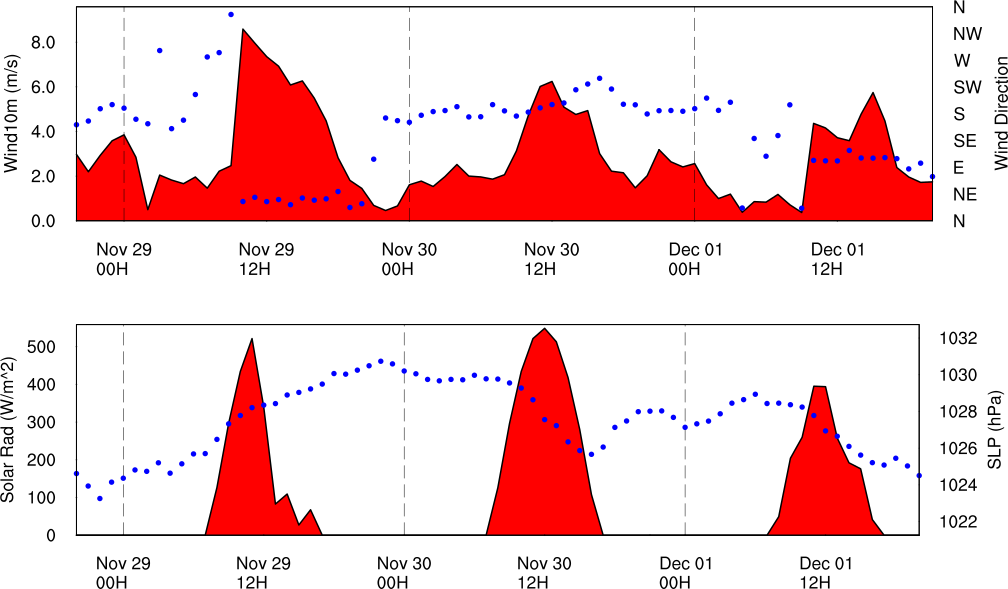 N
8.0
NW
W
6.0
SW
4.0
S
SE
2.0
E
NE
0.0
N
Wind10m (m/s)
Wind Direction
Nov 29
00H
Nov 29
12H
Nov 30
00H
Nov 30
12H
Dec 01
00H
Dec 01
12H
500
400
300
200
100
0
Solar Rad (W/m^2)
1032
1030
1028
1026
1024
1022
SLP (hPa)
Nov 29
00H
Nov 29
12H
Nov 30
00H
Nov 30
12H
Dec 01
00H
Dec 01
12H